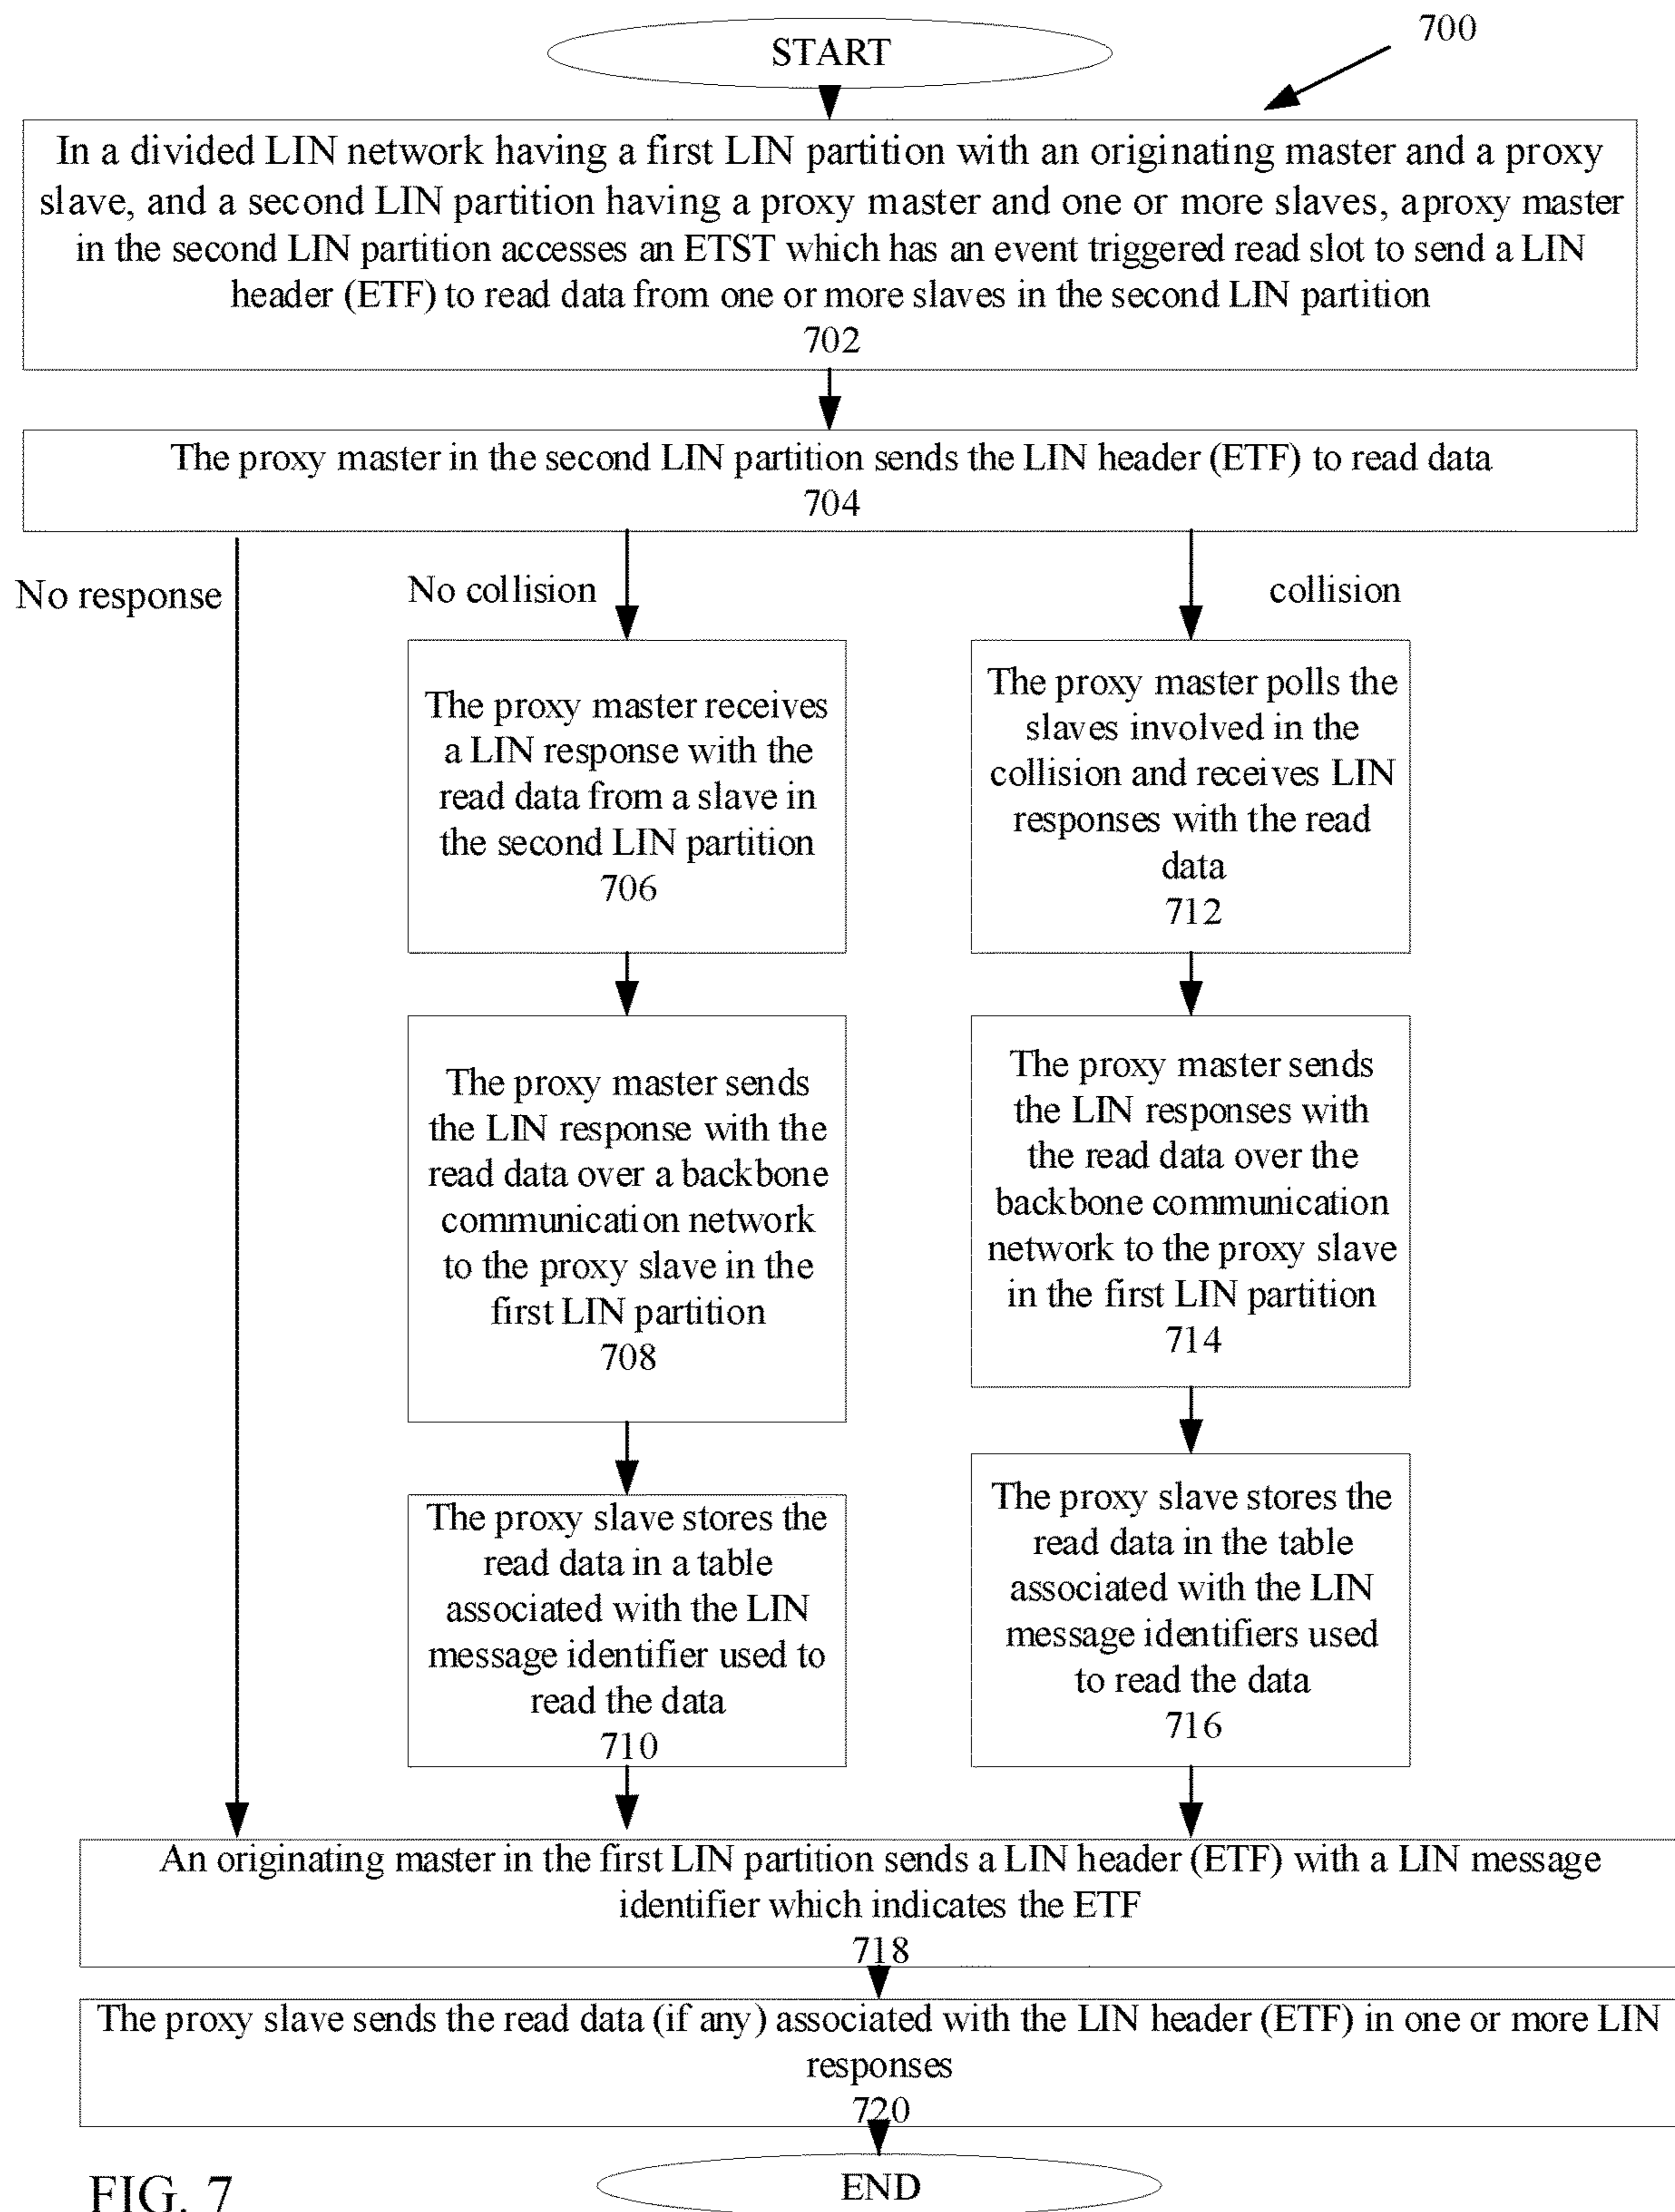 START
700
In a divided LIN network having a first LIN partition with an originating master and a proxy
slave, and a second LIN partition having a proxy master and one or more slaves, aproxy master
in the second LIN partition accesses an ETST which has an event triggered read slot to send a LIN
header (ETF) to read data from one or more slaves in the second LIN partition
702
The proxy master in the second LIN partition sends the LIN header (ETF) to read data
704
No response
No collision
collision
The proxy master receives
a LIN response with the
read data from a slave in
the second LIN partition
706
The proxy master sends
the LIN response with the
read data over a backbone
communication network
to the proxy slave in the
first LIN partition
708
The proxy slave stores the
read data in a table
associated with the LIN
message identifier used to
read the data
710
The proxy master polls the
slaves involved in the
collision and receives LIN
responses with the read
data
712
The proxy master sends
the LIN responses with
the read data over the
backbone communication
network to the proxy slave
in the first LIN partition
714
The proxy slave stores the
read data in the table
associated with the LIN
message identifiers used
to read the data
716
An originating master in the first LIN partition sends a LIN header (ETF) with a LIN message
identifier which indicates the ETF
718
The proxy slave sends the read data (if any) associated with the LIN header (ETF) in one or more LIN
responses
720
END
FIG. 7